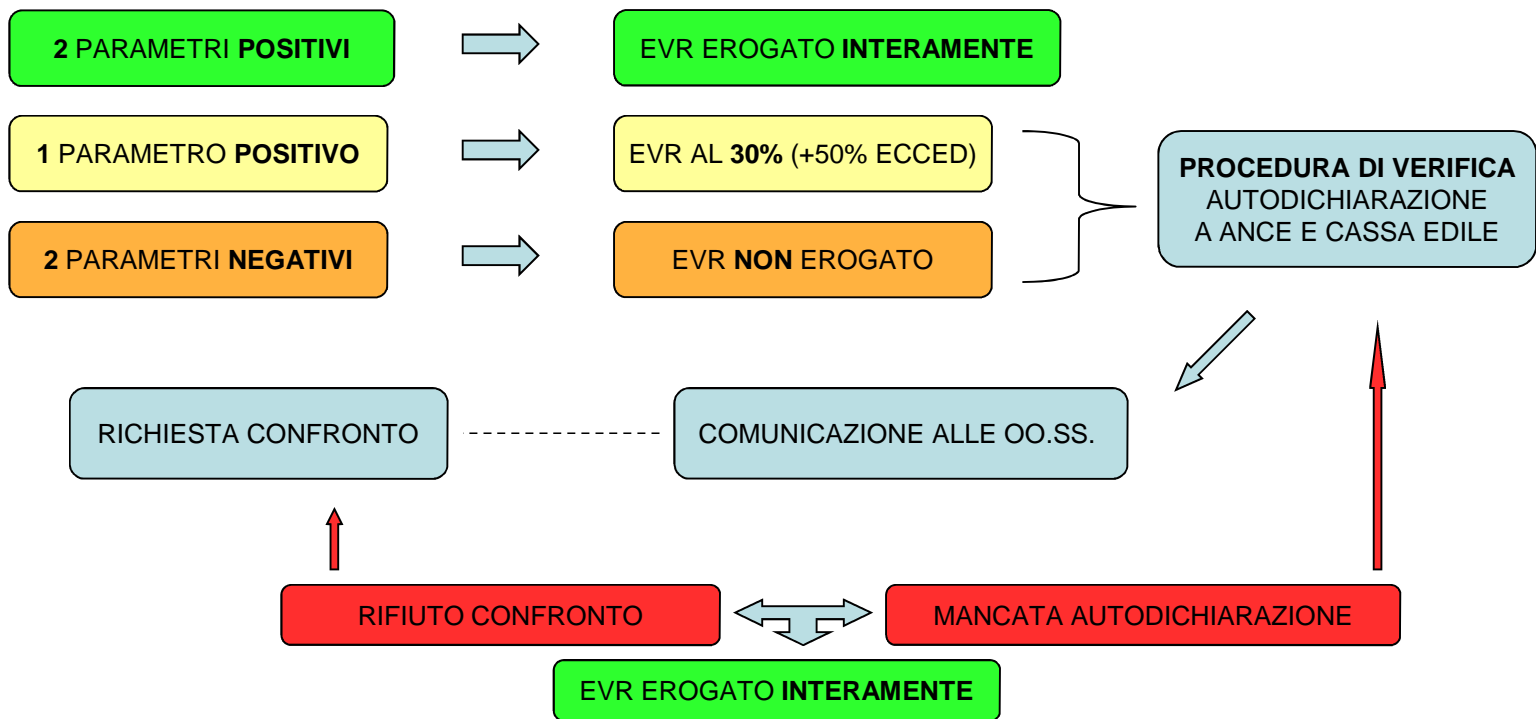 2 PARAMETRI POSITIVI
EVR EROGATO INTERAMENTE
1 PARAMETRO POSITIVO
EVR AL 30% (+50% ECCED)
2 PARAMETRI NEGATIVI
EVR NON EROGATO
PROCEDURA DI VERIFICA
AUTODICHIARAZIONE
A ANCE E CASSA EDILE
RICHIESTA CONFRONTO
COMUNICAZIONE ALLE OO.SS.
RIFIUTO CONFRONTO
MANCATA AUTODICHIARAZIONE
EVR EROGATO INTERAMENTE